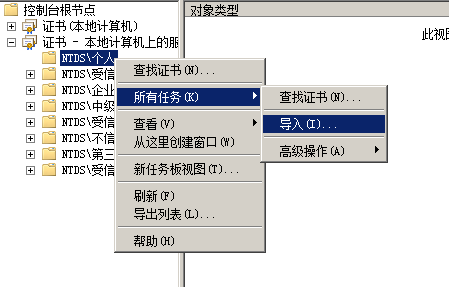 控制台根节点
证书(本地计算机)
证书 - 本地计算机上的服
NTDS\个人
NTDS\受信
NTDS\企业
NTDS\中级
NTDS\受信
NTDS\不信
NTDS\第三
NTDS\受信
对象类型
此视图
查找证书(N)...
所有任务(K)
查看(V)
从这里创建窗口(W)
新任务板视图(T)...
刷新(F)
导出列表(L)...
帮助(H)
查找证书(N)...
导入(I)...
高级操作(A)